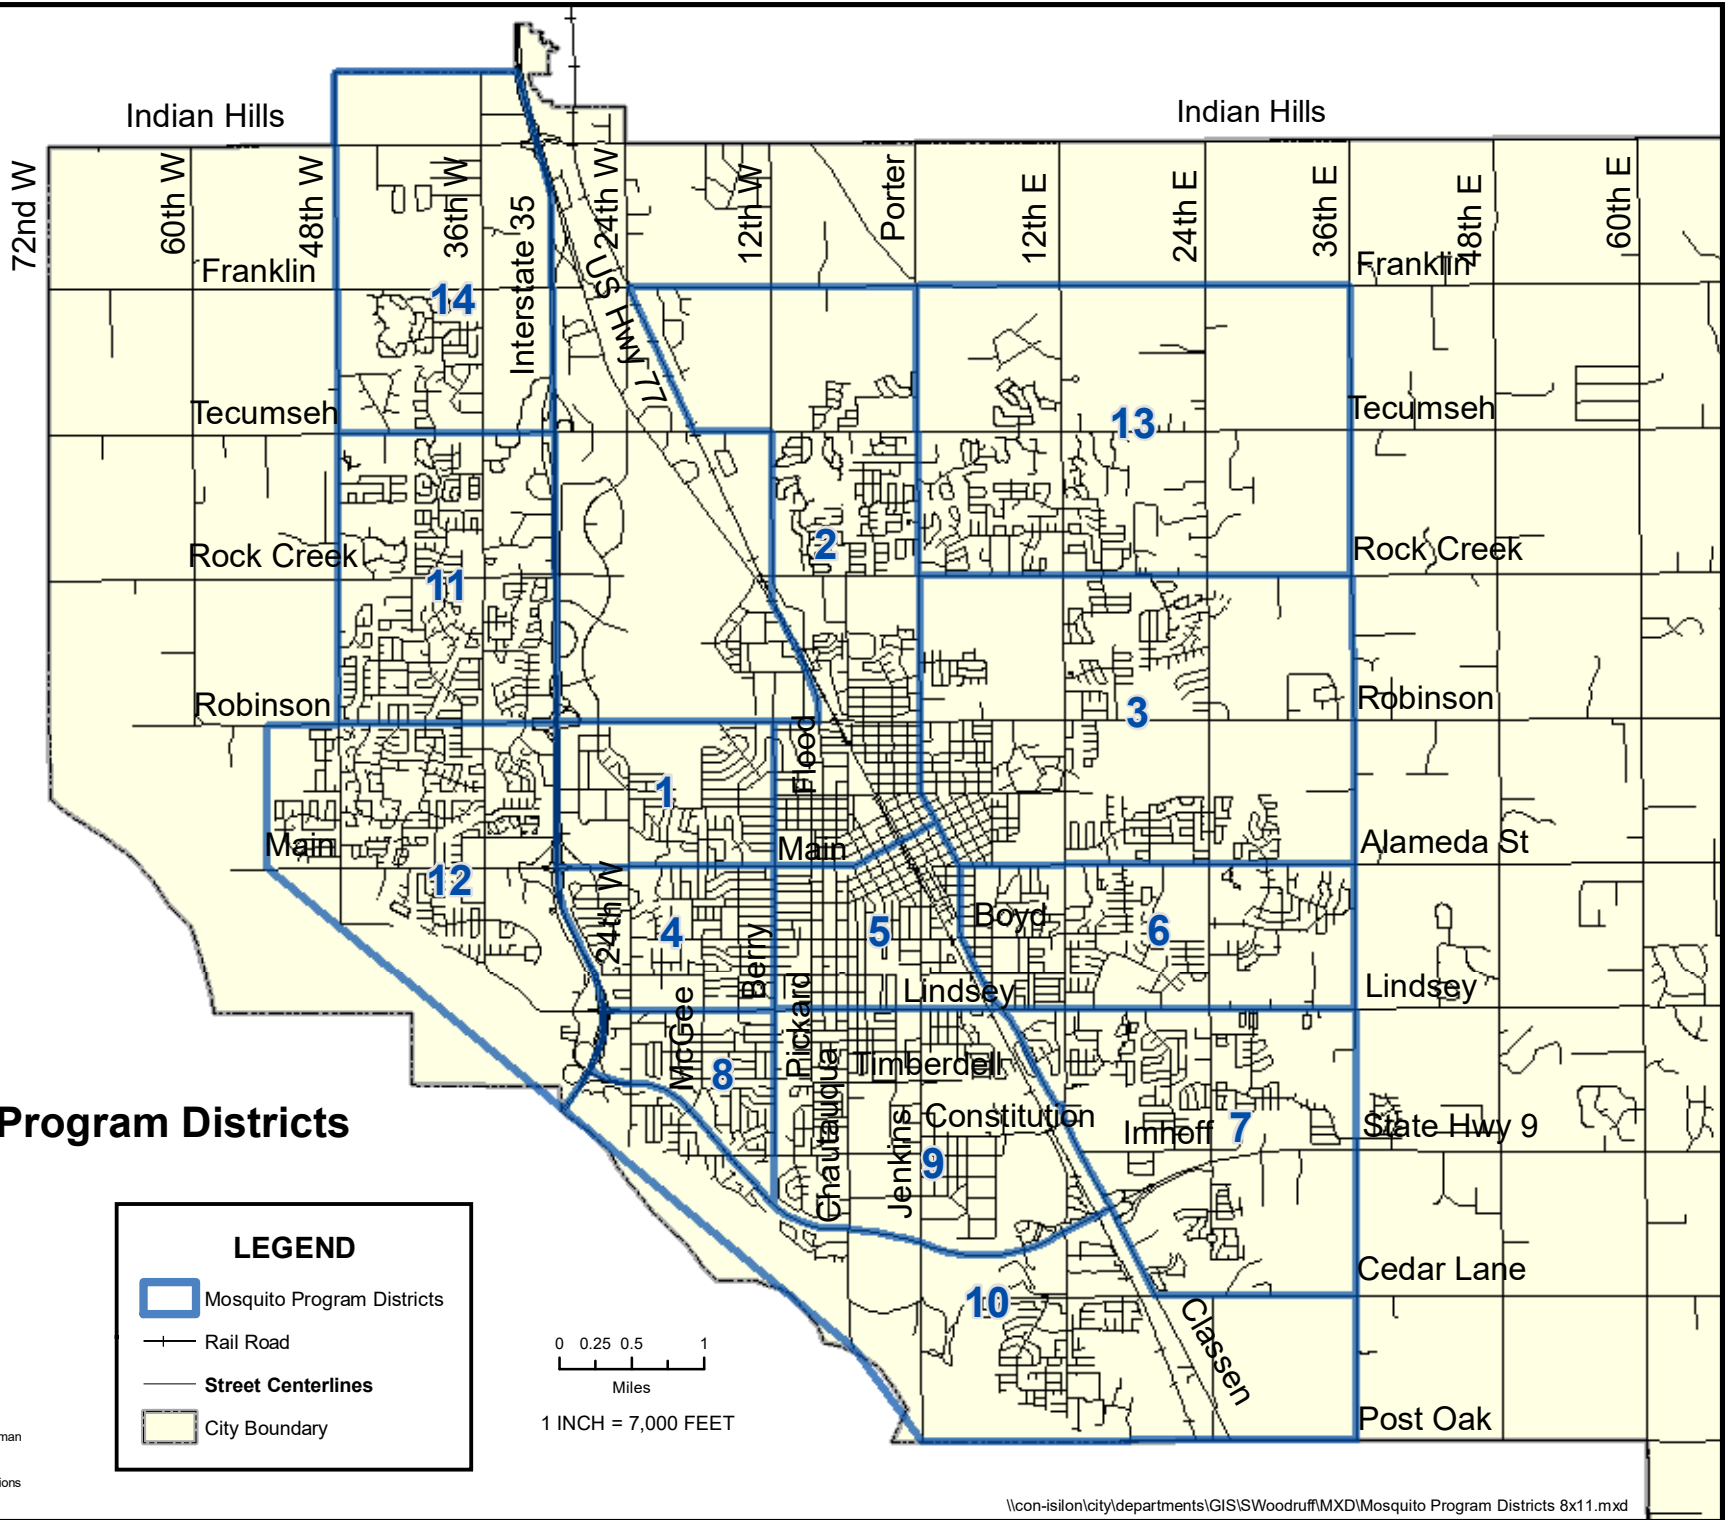 Indian Hills
Indian Hills
72nd W
60th W
48th W
36th W
Interstate 35
24th W
US Hwy 77
12th W
Porter
12th E
24th E
36th E
48th E
60th E
Franklin
Franklin
14
Tecumseh
Tecumseh
13
Rock Creek
2
Rock Creek
11
Robinson
Robinson
3
Flood
1
Main
Main
Alameda St
12
24th W
4
Berry
5
Boyd
6
Lindsey
Lindsey
McGee
Pickard
8
Timberdell
Chautauqua
Jenkins
Constitution
Imhoff
7
State Hwy 9
9
Program Districts
Cedar Lane
10
Classen
Post Oak
LEGEND
Mosquito Program Districts
Rail Road
Street Centerlines
City Boundary
0 0.25 0.5 1
Miles
1 INCH = 7,000 FEET
man
ions
\\con-isilon\city\departments\GIS\SWoodruff\MXD\Mosquito Program Districts 8x11.mxd